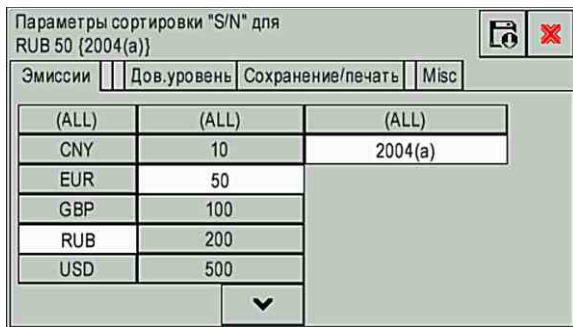 Параметры сортировки "S/N" для
RUB 50 {2004(a)}
Эмиссии Дов.уровень Сохранение/печать Misc
(ALL) (ALL) (ALL)
CNY 10 2004(a)
EUR 50
GBP 100
RUB 200
USD 500